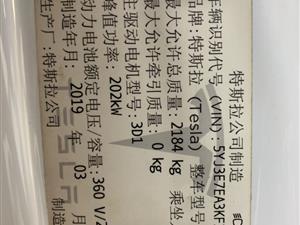 特斯拉公司制造
车辆识别代号 (VIN): 5YJ3E7EA3KF
品牌: 特斯拉 (Tesla) 整车型号
最大允许总质量: 2184 kg 乘坐
最大允许牵引质量: 0 kg
主驱动电机型号: 3D1
峰值功率: 202kW
动力电池额定电压/容量: 360 V/2
制造年月: 2019 年 03 月
生产厂: 特斯拉 制造
TESLA